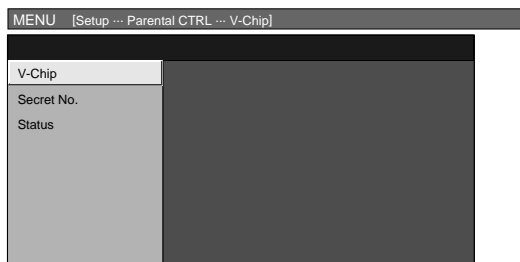 MENU [Setup ··· Parental CTRL ··· V-Chip]
V-Chip
Secret No.
Status